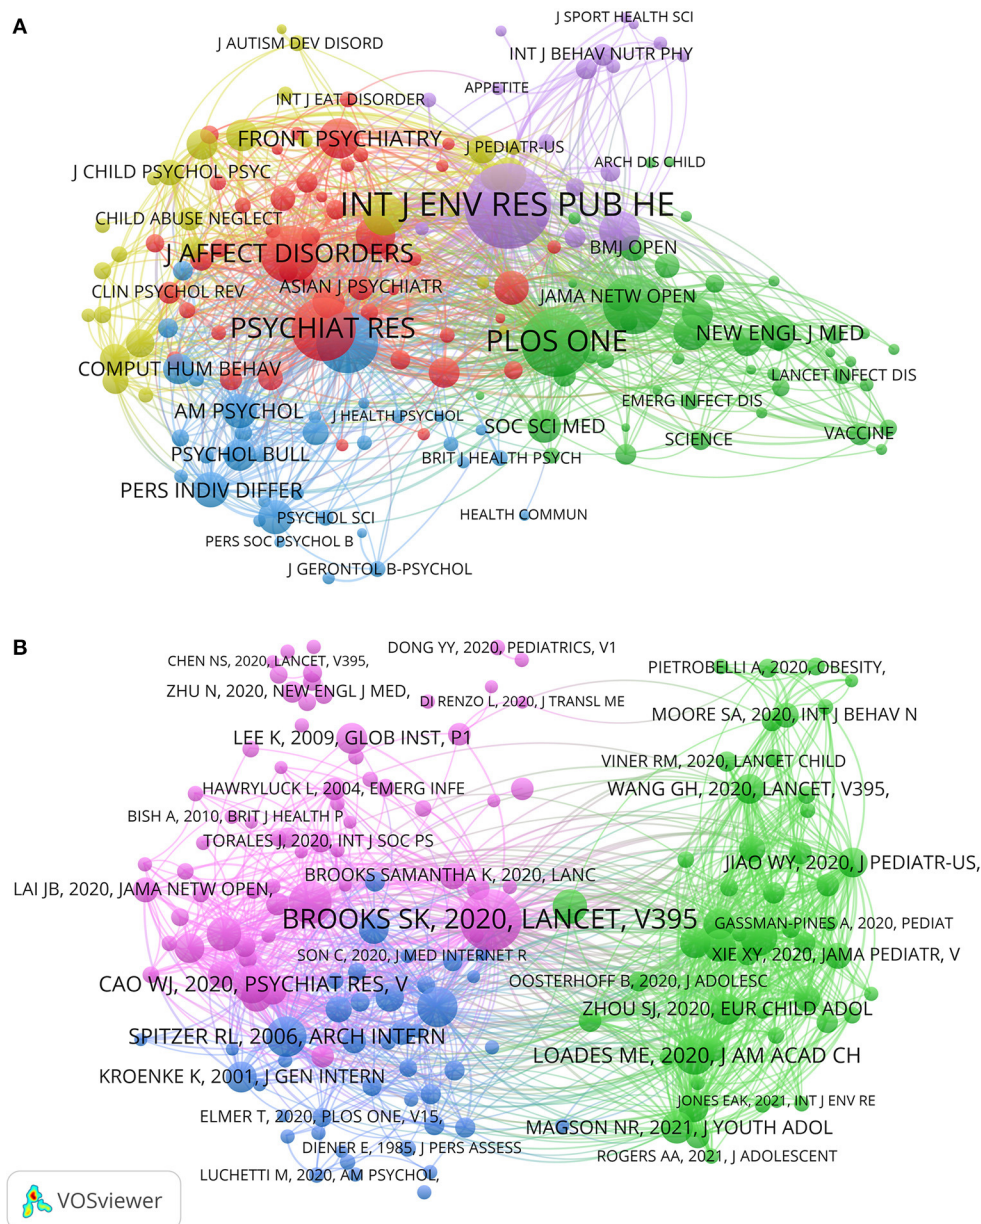 A
J SPORT HEALTH SCI
J AUTISM DEV DISORD
INT J BEHAV NUTR PHY
APPETITE
INT J EAT DISORDER
FRONT PSYCHIATRY
J PEDIATR-US
ARCH DIS CHILD
J CHILD PSYCHOL PSYC
INT J ENV RES PUB HE
CHILD ABUSE NEGLECT
BMJ OPEN
J AFFECT DISORDERS
ASIAN J PSYCHIATR
CLIN PSYCHOL REV
JAMA NETW OPEN
PSYCHIAT RES
PLOS ONE
NEW ENGL J MED
COMPUT HUM BEHAV
LANCET INFECT DIS
EMERG INFECT DIS
AM PSYCHOL
J HEALTH PSYCHOL
SOC SCI MED
SCIENCE
VACCINE
PSYCHOL BULL
BRIT J HEALTH PSYCH
PERS INDIV DIFFER
PSYCHOL SCI
HEALTH COMMUN
PERS SOC PSYCHOL B
J GERONTOL B-PSYCHOL
B
DONG YY, 2020, PEDIATRICS, V1
CHEN NS, 2020, LANCET, V395,
PIETROBELLI A, 2020, OBESITY,
ZHU N, 2020, NEW ENGL J MED,
DI RENZO L, 2020, J TRANSL ME
MOORE SA, 2020, INT J BEHAV N
LEE K, 2009, GLOB INST, P1
VINER RM, 2020, LANCET CHILD
HAWRYLUCK L, 2004, EMERG INFE
WANG GH, 2020, LANCET, V395,
BISH A, 2010, BRIT J HEALTH P
TORALES J, 2020, INT J SOC PS
JIAO WY, 2020, J PEDIATR-US,
BROOKS SAMANTHA K, 2020, LANC
LAI JB, 2020, JAMA NETW OPEN,
BROOKS SK, 2020, LANCET, V395
GASSMAN-PINES A, 2020, PEDIAT
SON C, 2020, J MED INTERNET R
XIE XY, 2020, JAMA PEDIATR, V
CAO WJ, 2020, PSYCHIAT RES, V
OOSTERHOFF B, 2020, J ADOLESC
ZHOU SJ, 2020, EUR CHILD ADOL
SPITZER RL, 2006, ARCH INTERN
LOADES ME, 2020, J AM ACAD CH
KROENKE K, 2001, J GEN INTERN
JONES EAK, 2021, INT J ENV RE
ELMER T, 2020, PLOS ONE, V15,
MAGSON NR, 2021, J YOUTH ADOL
DIENER E, 1985, J PERS ASSESS
ROGERS AA, 2021, J ADOLESCENT
LUCHETTI M, 2020, AM PSYCHOL,
VOSviewer